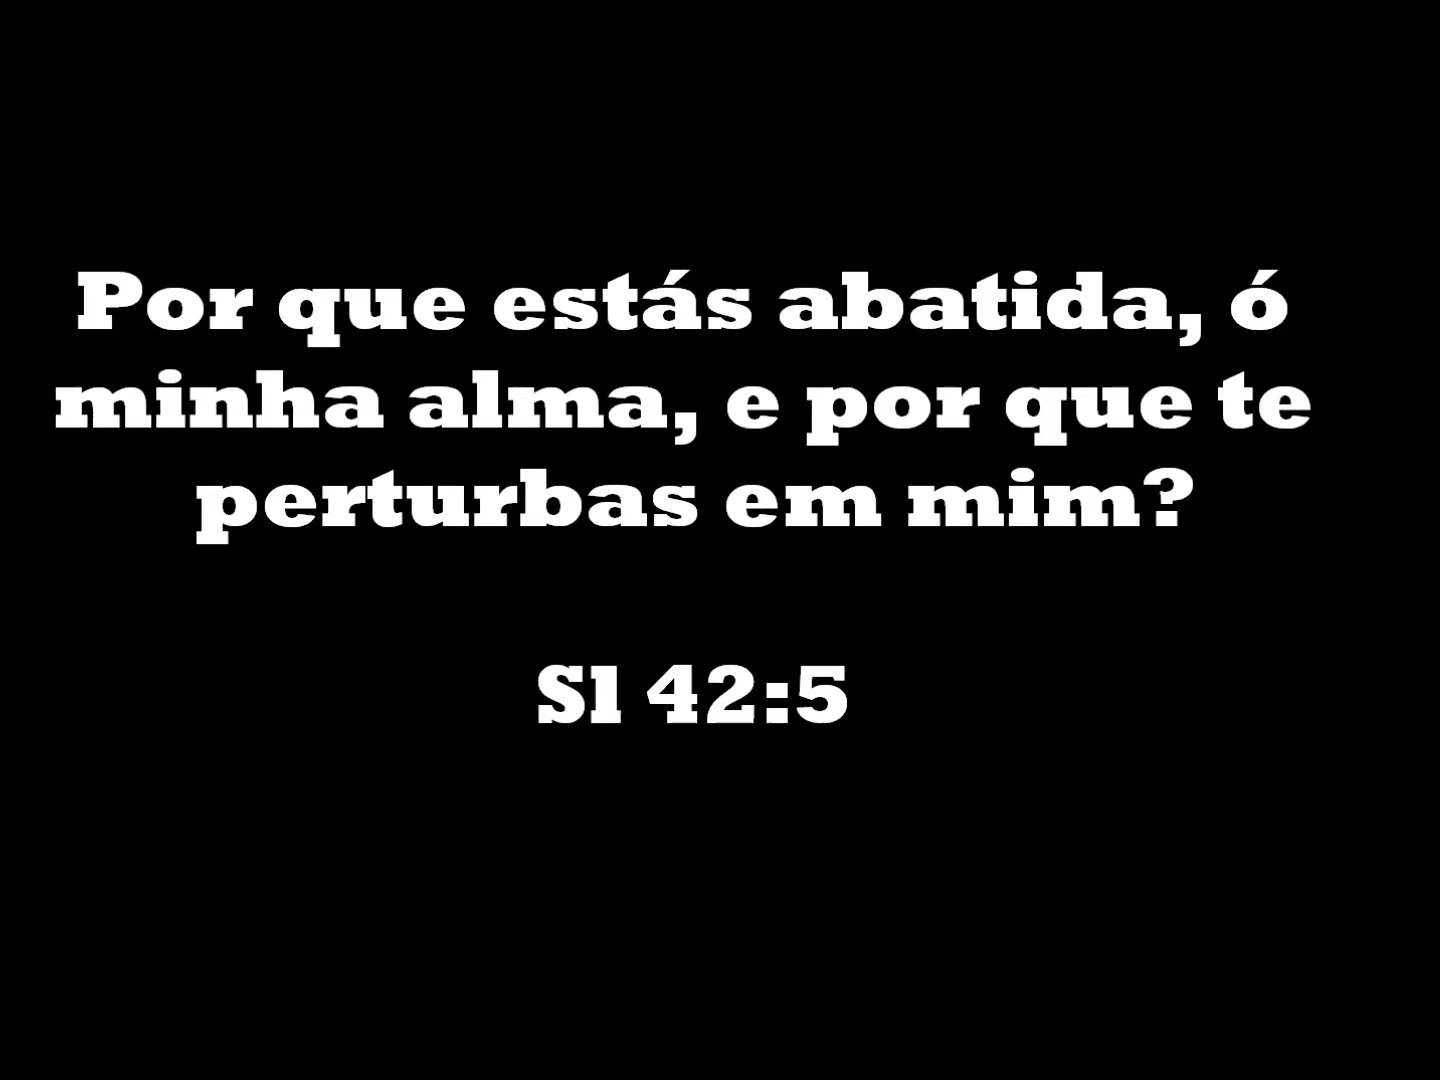 Por que estás abatida, ó
minha alma, e por que te
perturbas em mim?
Sl 42:5